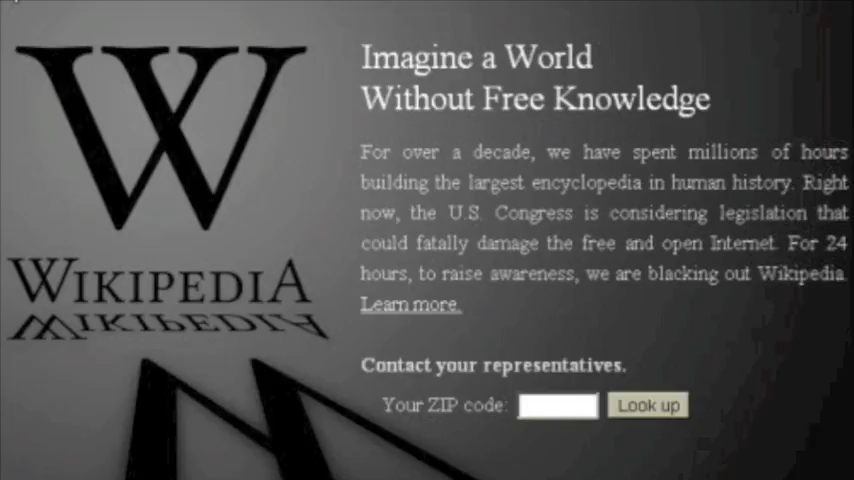 Imagine a World
Without Free Knowledge
For over a decade, we have spent millions of hours
building the largest encyclopedia in human history. Right
now, the U.S. Congress is considering legislation that
could fatally damage the free and open Internet. For 24
hours, to raise awareness, we are blacking out Wikipedia.
Learn more.
Contact your representatives.
Your ZIP code: Look up
W
WIKIPEDIA